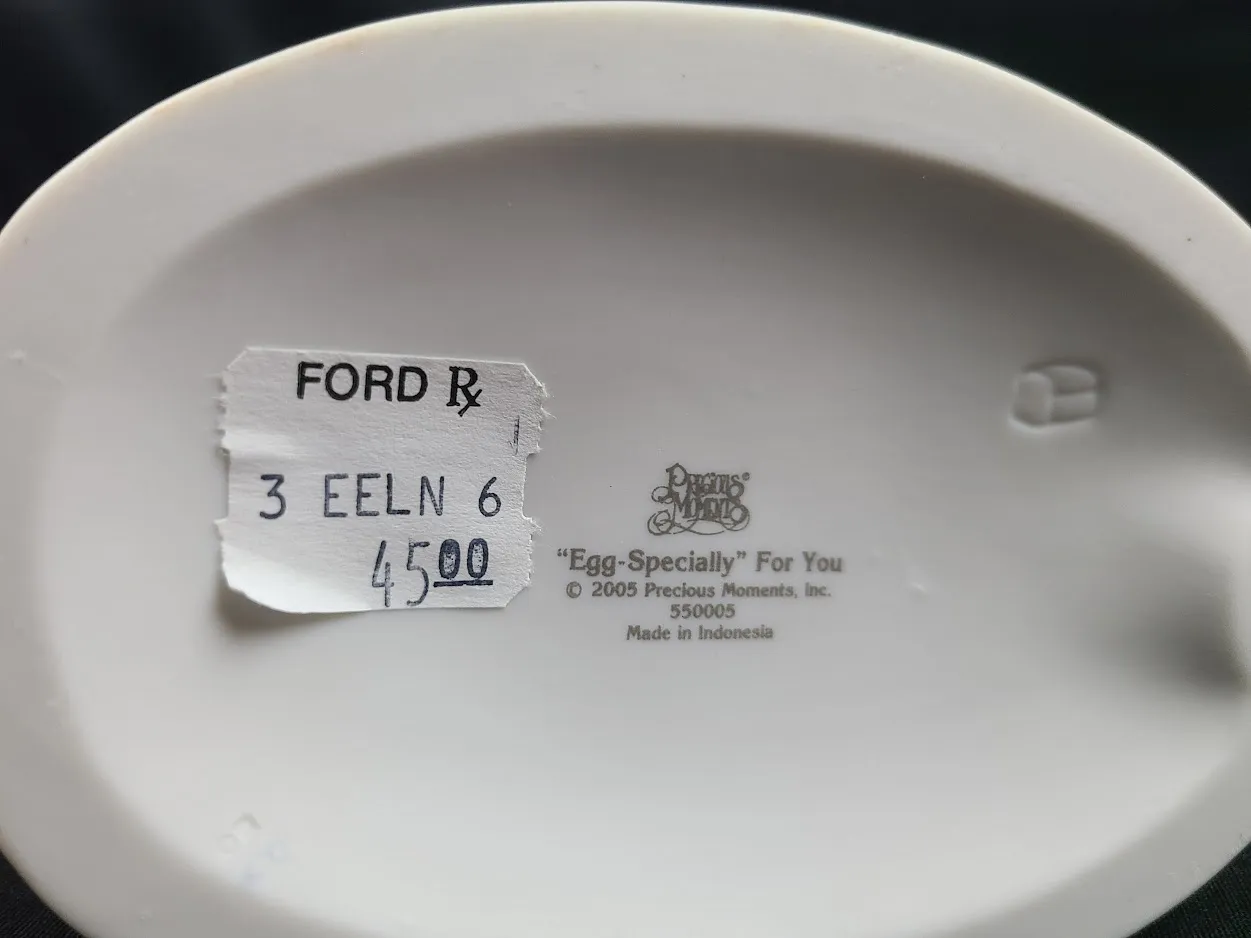 FORD Rx
3 EELN 6
4500
PRECIOUS
MOMENTS®
“Egg-Specially” For You
© 2005 Precious Moments, Inc.
550005
Made in Indonesia